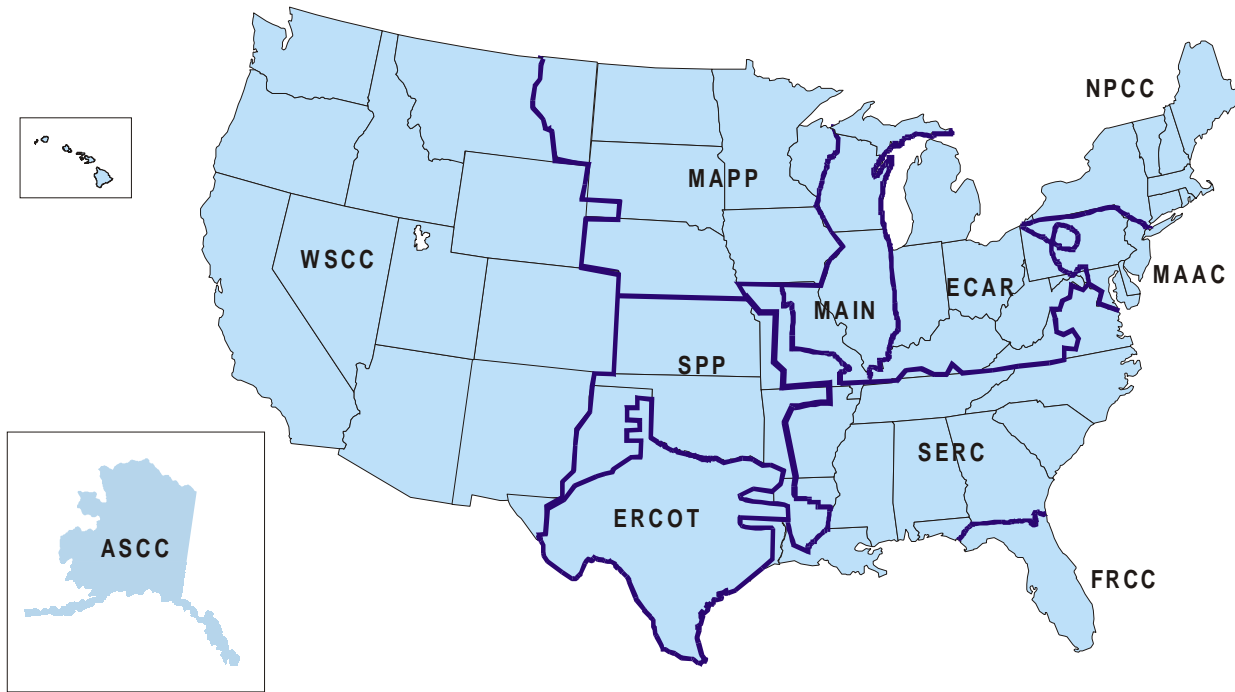 NPCC
MAPP
WSCC
MAAC
ECAR
MAIN
SPP
SERC
ERCOT
ASCC
FRCC